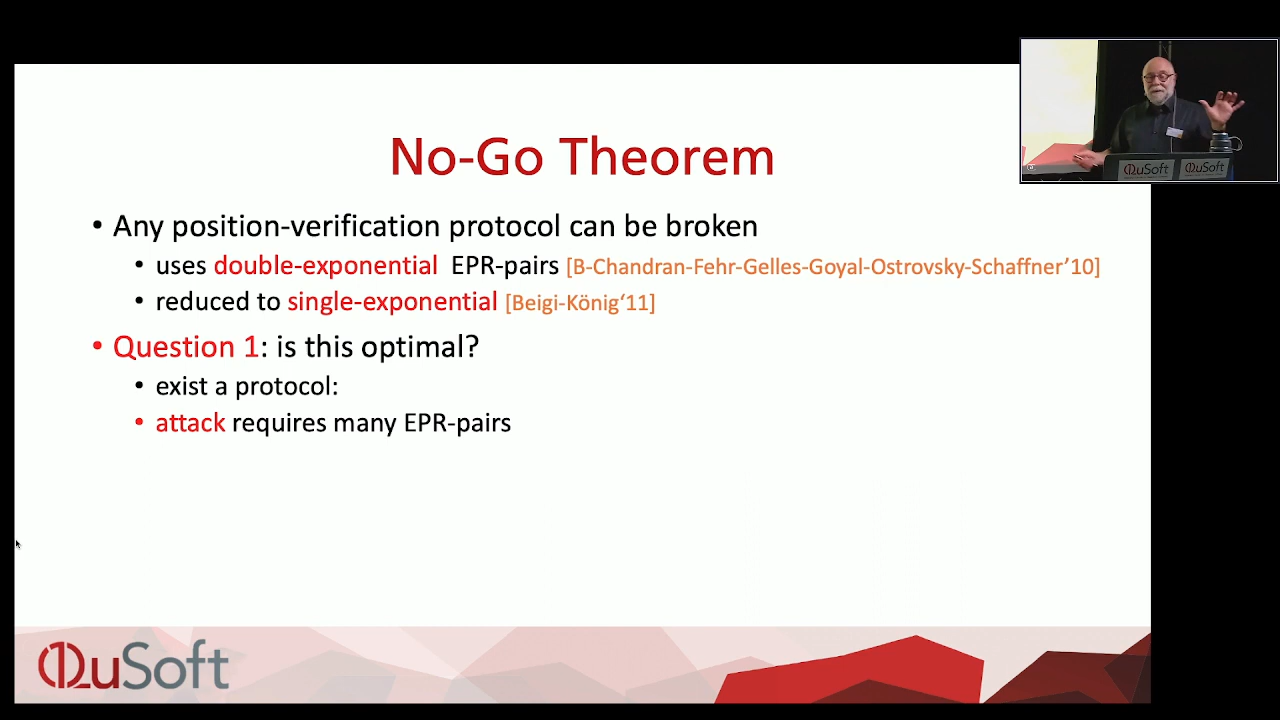 No-Go Theorem
• Any position-verification protocol can be broken
• uses double-exponential EPR-pairs [B-Chandran-Fehr-Gelles-Goyal-Ostrovsky-Schaffner’10]
• reduced to single-exponential [Beigi-König‘11]
• Question 1: is this optimal?
• exist a protocol:
• attack requires many EPR-pairs
QuSoft
QuSoft QuSoft